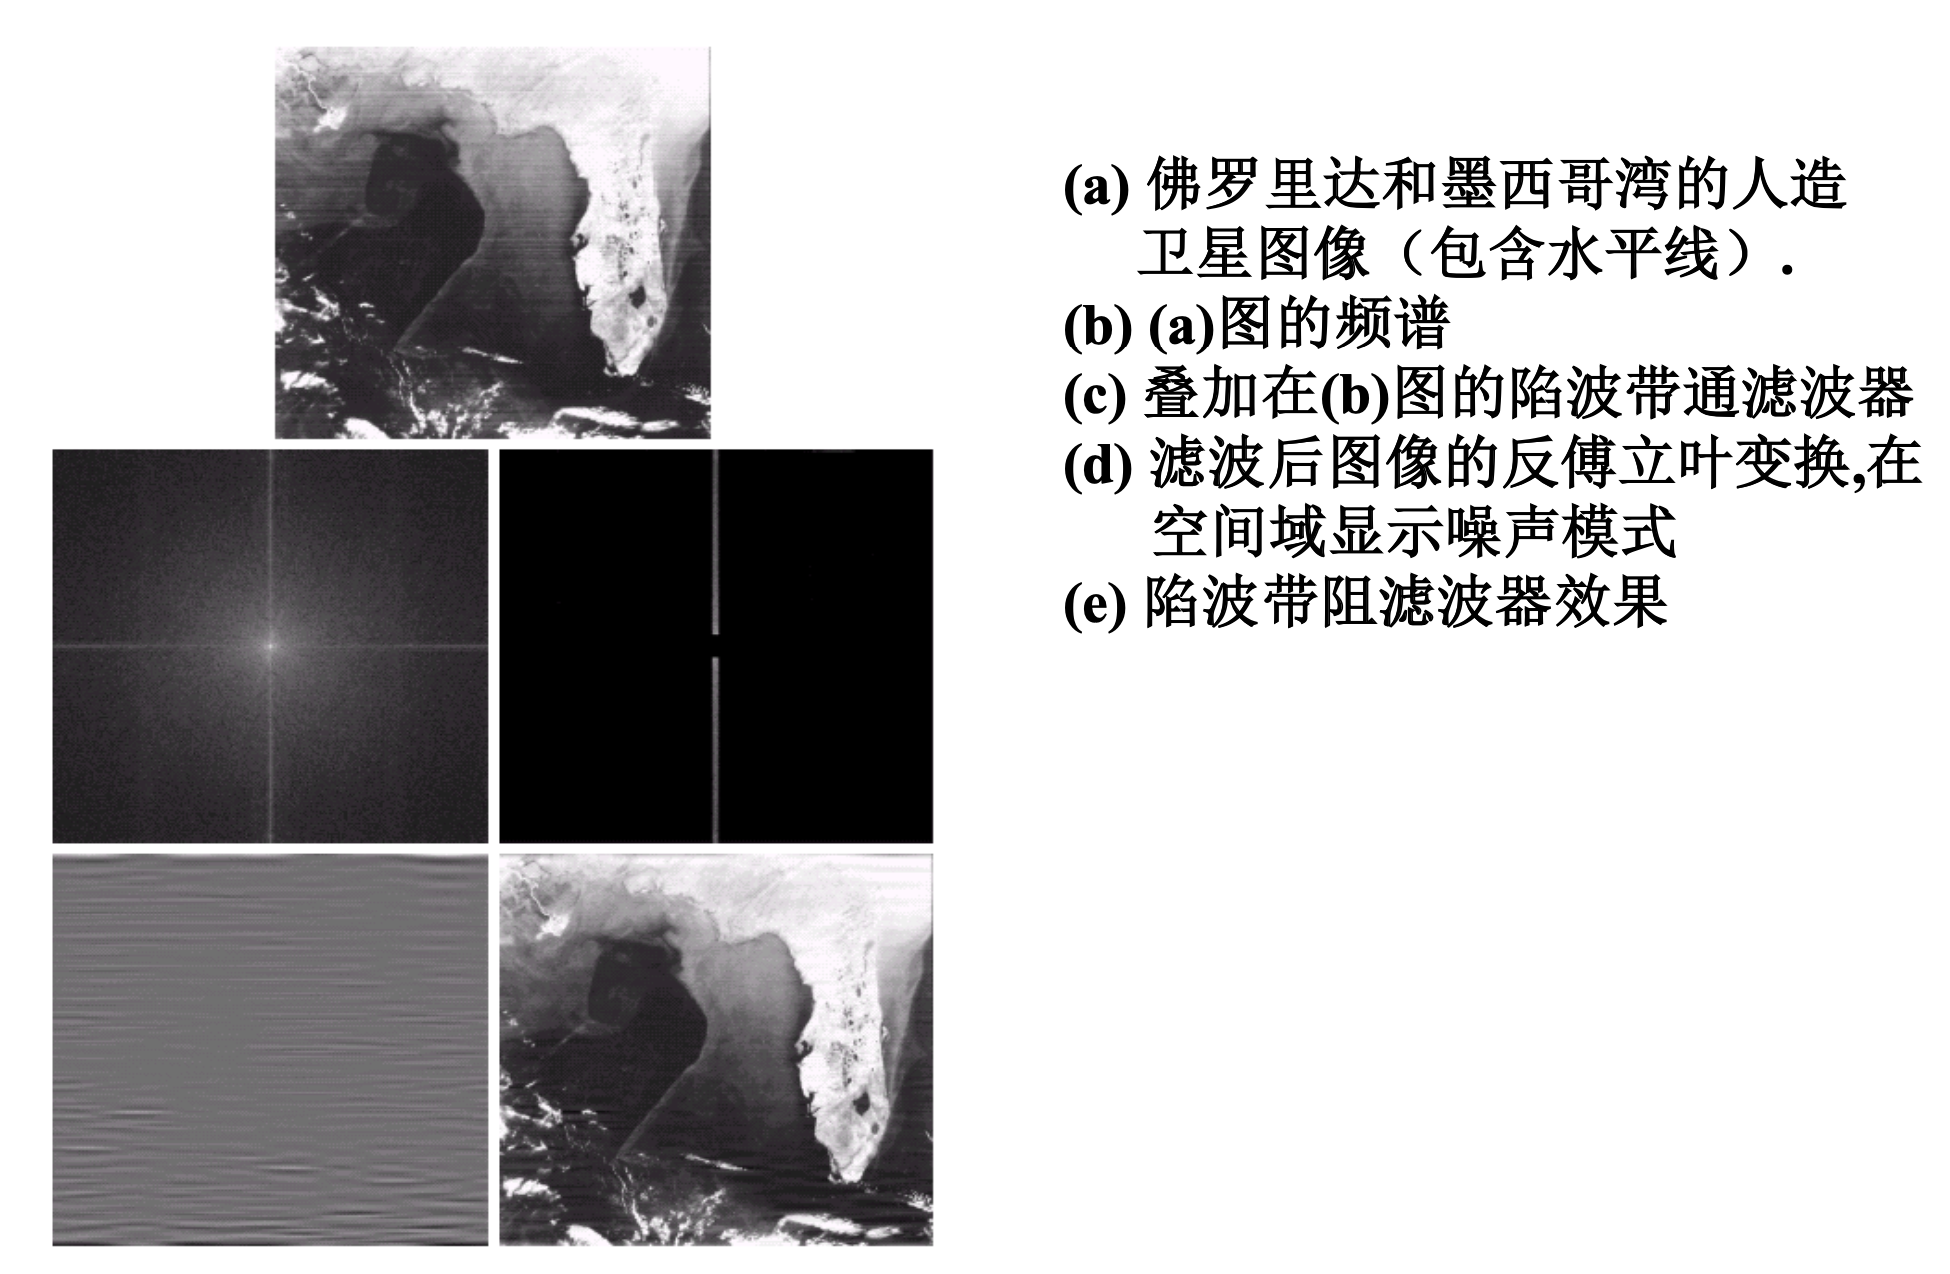 (a) 佛罗里达和墨西哥湾的人造
卫星图像（包含水平线）.
(b) (a)图的频谱
(c) 叠加在(b)图的陷波带通滤波器
(d) 滤波后图像的反傅立叶变换,在
空间域显示噪声模式
(e) 陷波带阻滤波器效果